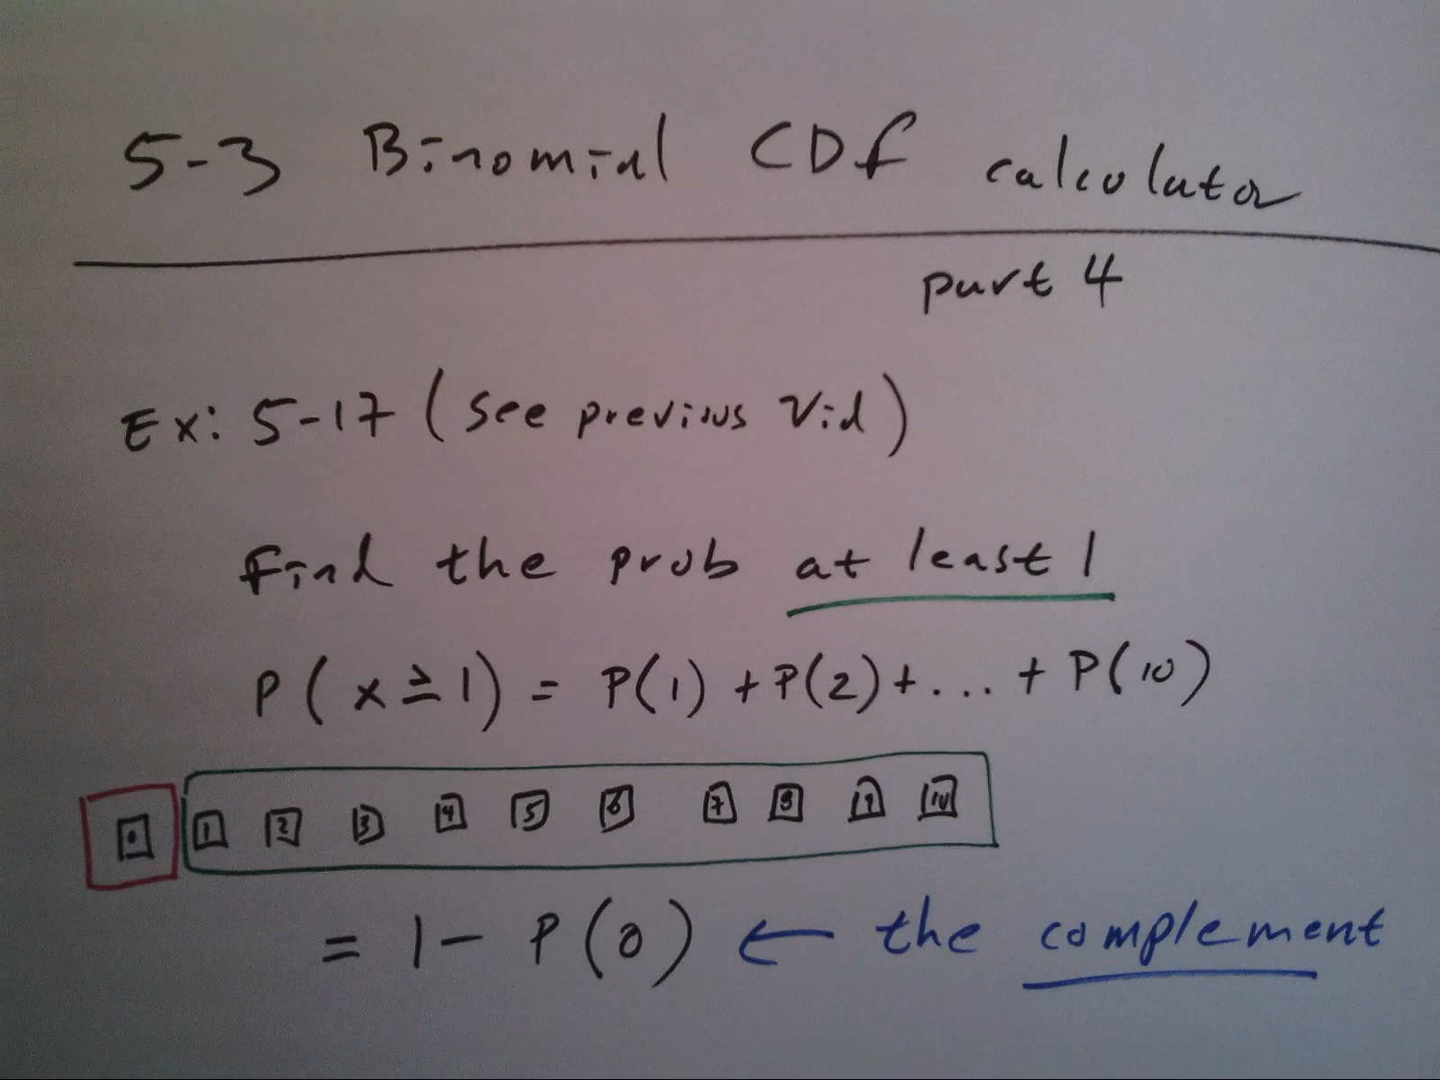 5-3 Binomial CDF calculator
part 4
Ex: 5-17 (See previous Vid)
Find the prob at least 1
P(x≥1) = P(1) + P(2) + ... + P(10)
0 1 2 3 4 5 6 7 8 9 10
= 1 - P(0) ← the complement